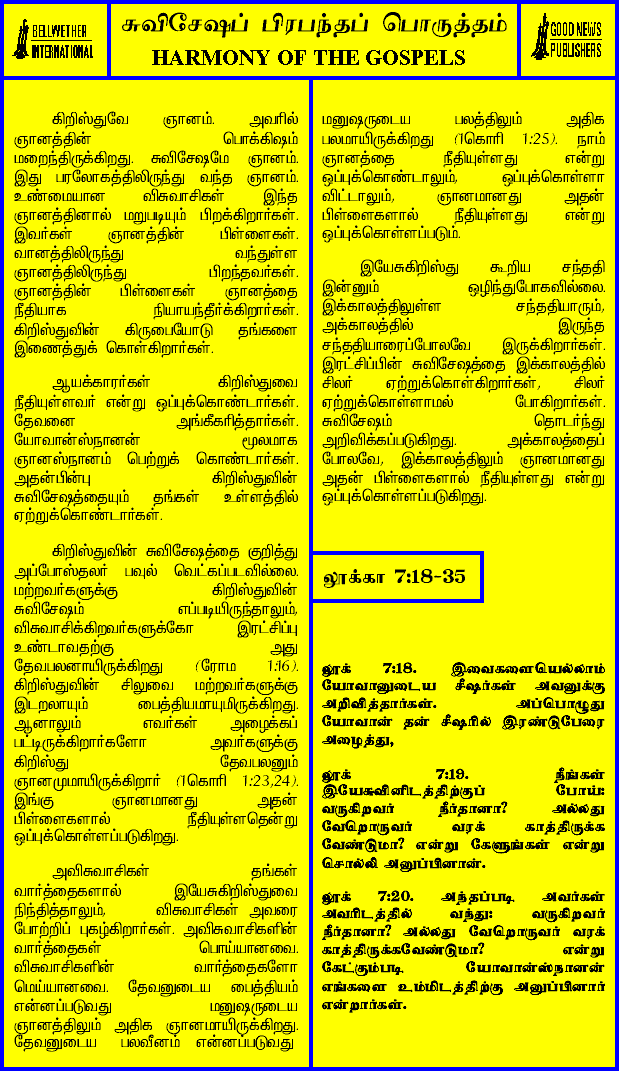 BELLWETHER
INTERNATIONAL
சுவிசேஷப் பிரபந்தப் பொருத்தம்
HARMONY OF THE GOSPELS
GOOD NEWS
PUBLISHERS
கிறிஸ்துவே ஞானம். அவரில்
ஞானத்தின் பொக்கிஷம்
மறைந்திருக்கிறது. சுவிசேஷமே ஞானம்.
இது பரலோகத்திலிருந்து வந்த ஞானம்.
உண்மையான விசுவாசிகள் இந்த
ஞானத்தினால் மறுபடியும் பிறக்கிறார்கள்.
இவர்கள் ஞானத்தின் பிள்ளைகள்.
வானத்திலிருந்து வந்துள்ள
ஞானத்திலிருந்து பிறந்தவர்கள்.
ஞானத்தின் பிள்ளைகள் ஞானத்தை
நீதியாக நியாயந்தீர்க்கிறார்கள்.
கிறிஸ்துவின் கிருபையோடு தங்களை
இணைத்துக் கொள்கிறார்கள்.
ஆயக்காரர்கள் கிறிஸ்துவை
நீதியுள்ளவர் என்று ஒப்புக்கொண்டார்கள்.
தேவனை அங்கீகரித்தார்கள்.
யோவான்ஸ்நானன் மூலமாக
ஞானஸ்நானம் பெற்றுக் கொண்டார்கள்.
அதன்பின்பு கிறிஸ்துவின்
சுவிசேஷத்தையும் தங்கள் உள்ளத்தில்
ஏற்றுக்கொண்டார்கள்.
கிறிஸ்துவின் சுவிசேஷத்தை குறித்து
அப்போஸ்தலர் பவுல் வெட்கப்படவில்லை.
மற்றவர்களுக்கு கிறிஸ்துவின்
சுவிசேஷம் எப்படியிருந்தாலும்,
விசுவாசிக்கிறவர்களுக்கோ இரட்சிப்பு
உண்டாவதற்கு அது
தேவபலனாயிருக்கிறது (ரோம 1:16).
கிறிஸ்துவின் சிலுவை மற்றவர்களுக்கு
இடறலாயும் பைத்தியமாயுமிருக்கிறது.
ஆனாலும் எவர்கள் அழைக்கப்
பட்டிருக்கிறார்களோ அவர்களுக்கு
கிறிஸ்து தேவபலனும்
ஞானமுமாயிருக்கிறார் (1கொரி 1:23,24).
இங்கு ஞானமானது அதன்
பிள்ளைகளால் நீதியுள்ளதென்று
ஒப்புக்கொள்ளப்படுகிறது.
அவிசுவாசிகள் தங்கள்
வார்த்தைகளால் இயேசுகிறிஸ்துவை
நிந்தித்தாலும், விசுவாசிகள் அவரை
போற்றிப் புகழ்கிறார்கள். அவிசுவாசிகளின்
வார்த்தைகள் பொய்யானவை.
விசுவாசிகளின் வார்த்தைகளோ
மெய்யானவை. தேவனுடைய பைத்தியம்
என்னப்படுவது மனுஷருடைய
ஞானத்திலும் அதிக ஞானமாயிருக்கிறது.
தேவனுடைய பலவீனம் என்னப்படுவது
மனுஷருடைய பலத்திலும் அதிக
பலமாயிருக்கிறது (1கொரி 1:25). நாம்
ஞானத்தை நீதியுள்ளது என்று
ஒப்புக்கொண்டாலும், ஒப்புக்கொள்ளா
விட்டாலும், ஞானமானது அதன்
பிள்ளைகளால் நீதியுள்ளது என்று
ஒப்புக்கொள்ளப்படும்.
இயேசுகிறிஸ்து கூறிய சந்ததி
இன்னும் ஒழிந்துபோகவில்லை.
இக்காலத்திலுள்ள சந்ததியாரும்,
அக்காலத்தில் இருந்த
சந்ததியாரைப்போலவே இருக்கிறார்கள்.
இரட்சிப்பின் சுவிசேஷத்தை இக்காலத்தில்
சிலர் ஏற்றுக்கொள்கிறார்கள், சிலர்
ஏற்றுக்கொள்ளாமல் போகிறார்கள்.
சுவிசேஷம் தொடர்ந்து
அறிவிக்கப்படுகிறது. அக்காலத்தைப்
போலவே, இக்காலத்திலும் ஞானமானது
அதன் பிள்ளைகளால் நீதியுள்ளது என்று
ஒப்புக்கொள்ளப்படுகிறது.
லூக்கா 7:18-35
லூக் 7:18. இவைகளையெல்லாம்
யோவானுடைய சீஷர்கள் அவனுக்கு
அறிவித்தார்கள். அப்பொழுது
யோவான் தன் சீஷரில் இரண்டுபேரை
அழைத்து,
லூக் 7:19. நீங்கள்
இயேசுவினிடத்திற்குப் போய்:
வருகிறவர் நீர்தானா? அல்லது
வேறொருவர் வரக் காத்திருக்க
வேண்டுமா? என்று கேளுங்கள் என்று
சொல்லி அனுப்பினான்.
லூக் 7:20. அந்தப்படி அவர்கள்
அவரிடத்தில் வந்து: வருகிறவர்
நீர்தானா? அல்லது வேறொருவர் வரக்
காத்திருக்கவேண்டுமா? என்று
கேட்கும்படி யோவான்ஸ்நானன்
எங்களை உம்மிடத்திற்கு அனுப்பினார்
என்றார்கள்.